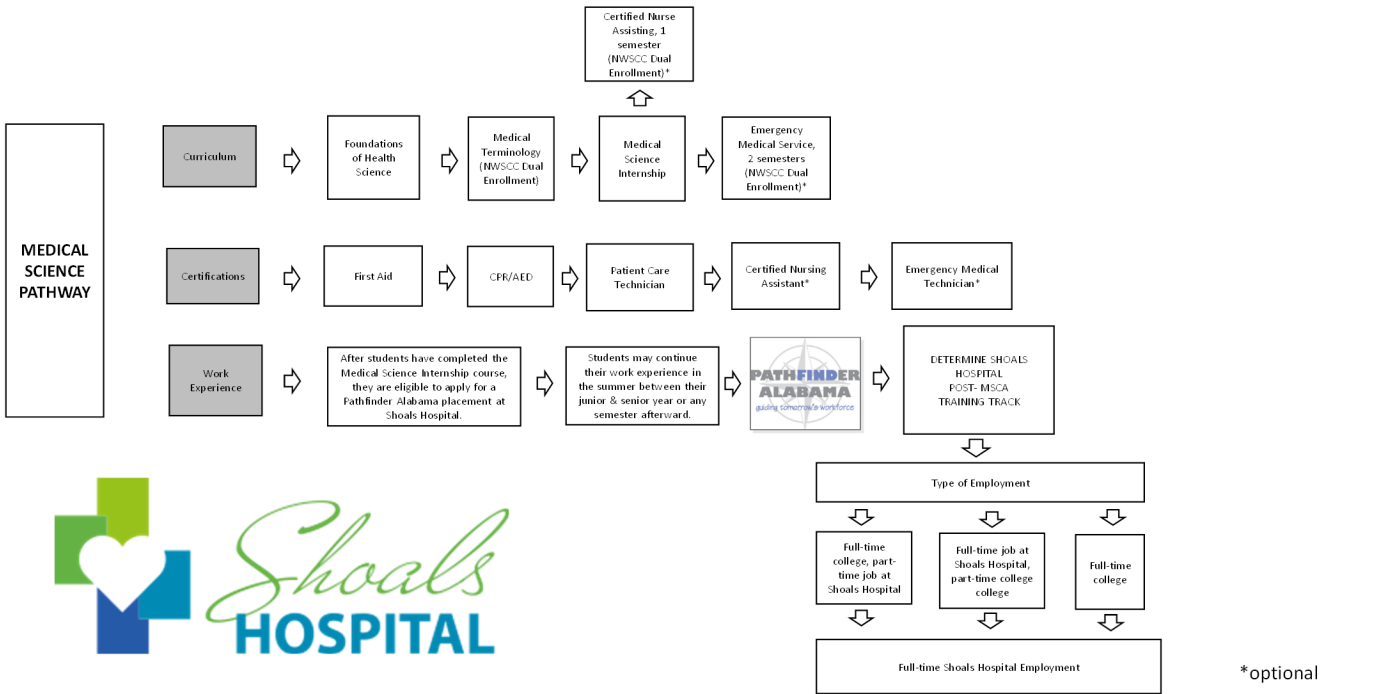 Certified Nurse
Assisting, 1
semester
(NWSCC Dual
Enrollment)*
MEDICAL
SCIENCE
PATHWAY
Curriculum
Foundations
of Health
Science
Medical
Terminology
(NWSCC Dual
Enrollment)
Medical
Science
Internship
Emergency
Medical Service,
2 semesters
(NWSCC Dual
Enrollment)*
Certifications
First Aid
CPR/AED
Patient Care
Technician
Certified Nursing
Assistant*
Emergency Medical
Technician*
Work
Experience
After students have completed the
Medical Science Internship course,
they are eligible to apply for a
Pathfinder Alabama placement at
Shoals Hospital.
Students may continue
their work experience in
the summer between their
junior & senior year or any
semester afterward.
PATHFINDER
ALABAMA
guiding tomorrow's workforce
DETERMINE SHOALS
HOSPITAL
POST- MSCA
TRAINING TRACK
Type of Employment
Full-time
college, part-
time job at
Shoals Hospital
Full-time job at
Shoals Hospital,
part-time college
college
Full-time
college
Full-time Shoals Hospital Employment
Shoals
HOSPITAL
*optional